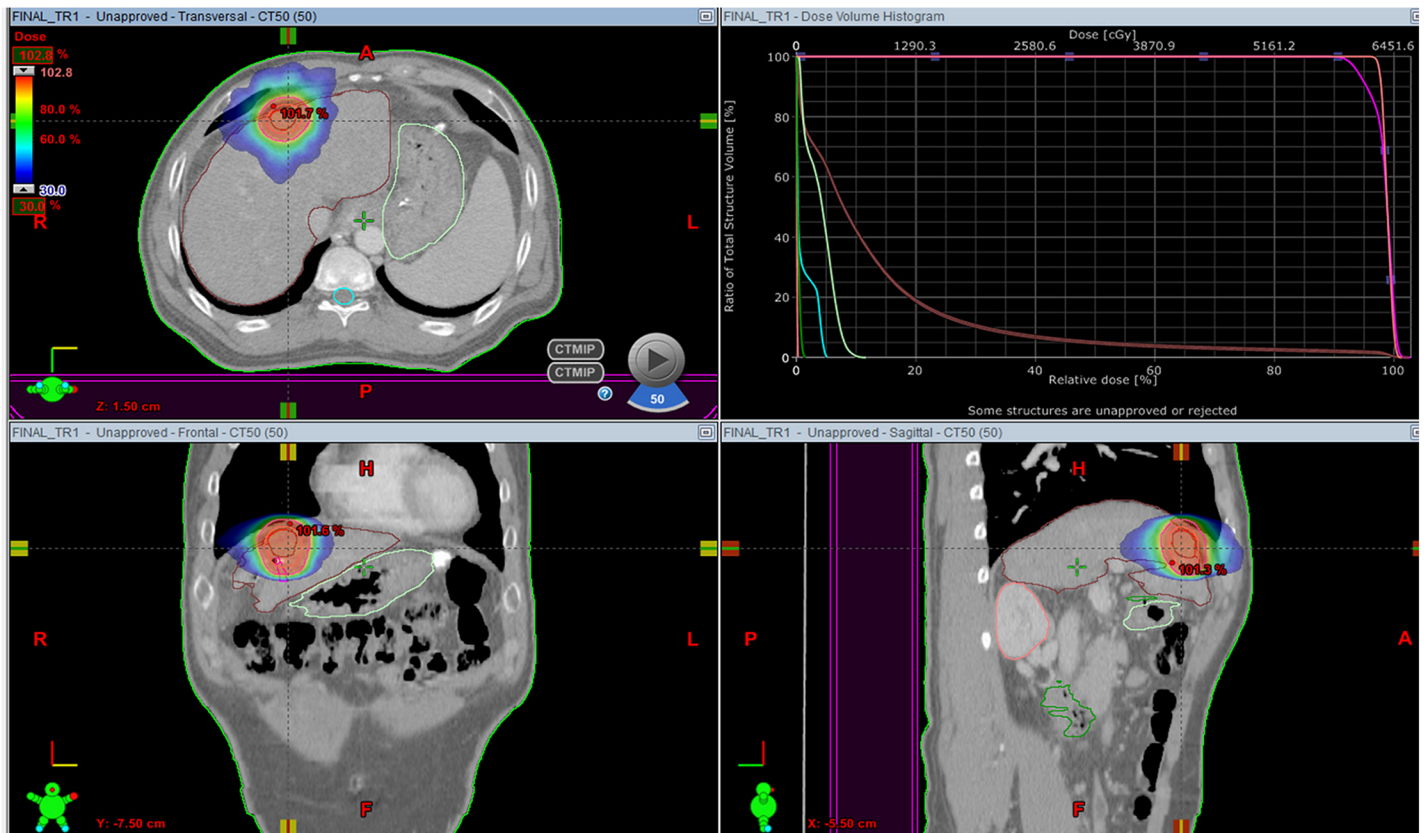 FINAL_TR1 - Unapproved - Transversal - CT50 (50)
Dose
102.8 %
102.8
80.0 %
60.0 %
30.0
30.0 %
A
R
L
P
101.7 %
Z: 1.50 cm
CTMIP
CTMIP
?
50
FINAL_TR1 - Dose Volume Histogram
Dose [cGy]
0 1290.3 2580.6 3870.9 5161.2 6451.6
Ratio of Total Structure Volume [%]
100
80
60
40
20
0
0 20 40 60 80 100
Relative dose [%]
Some structures are unapproved or rejected
FINAL_TR1 - Unapproved - Frontal - CT50 (50)
H
101.6 %
R
L
F
Y: -7.50 cm
FINAL_TR1 - Unapproved - Sagittal - CT50 (50)
H
101.3 %
P
A
F
X: -5.50 cm